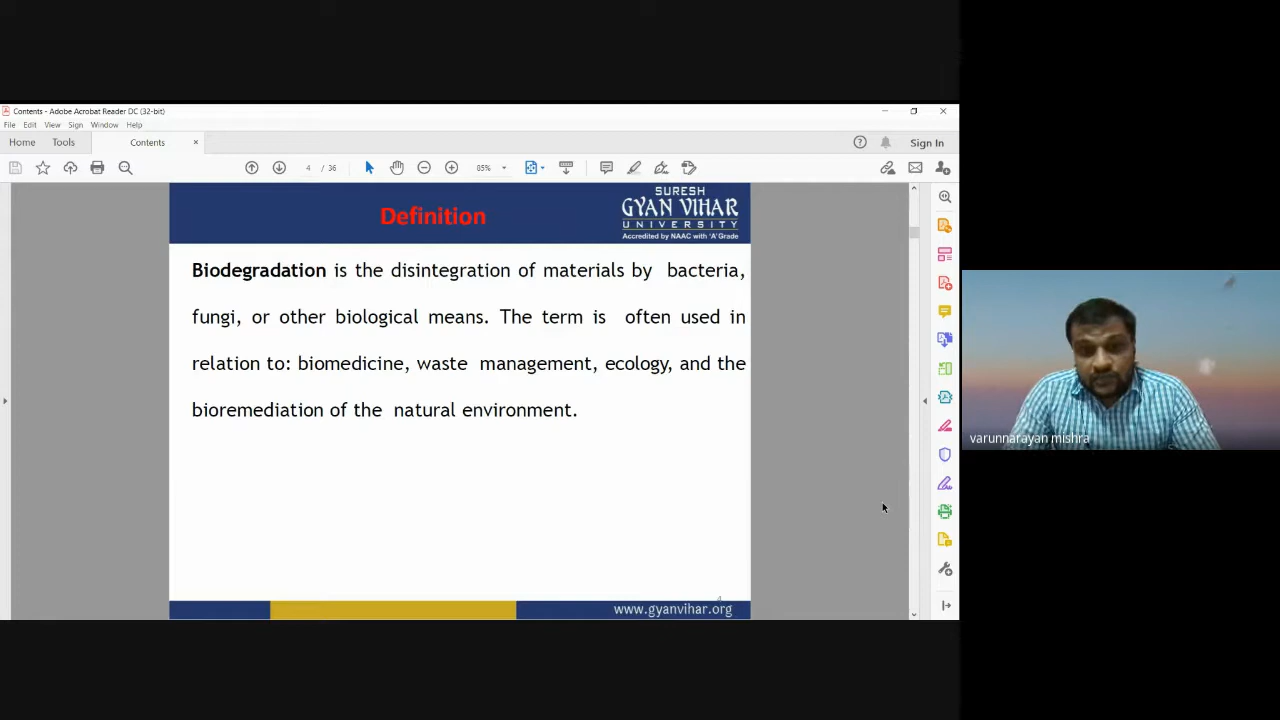 Contents - Adobe Acrobat Reader DC (32-bit)
File Edit View Sign Window Help
Home Tools Contents × Sign In
4 / 36 85%
Definition
SURESH
GYAN VIHAR
UNIVERSITY
Accredited by NAAC with 'A' Grade
Biodegradation is the disintegration of materials by bacteria,
fungi, or other biological means. The term is often used in
relation to: biomedicine, waste management, ecology, and the
bioremediation of the natural environment.
4
www.gyanvihar.org
varunnarayan mishra